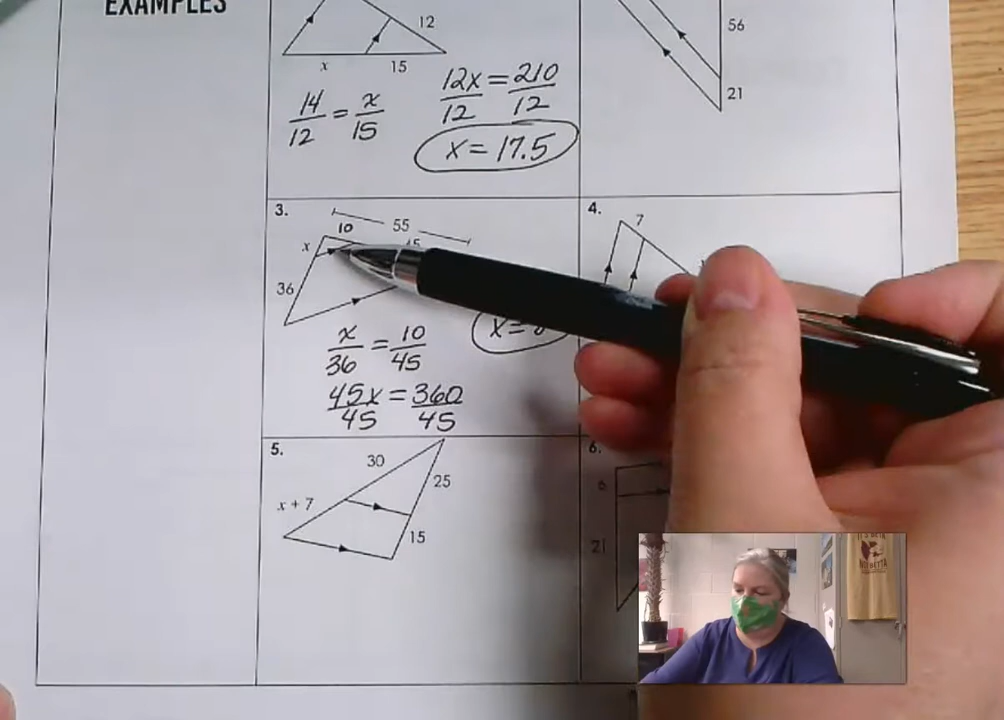 EXAMPLES
12
x
15
14/12 = x/15
12x/12 = 210/12
x = 17.5
56
21
3.
55
10
x
36
x/36 = 10/45
45x/45 = 360/45
x =
4.
7
5.
30
25
x + 7
15
6.
6
21